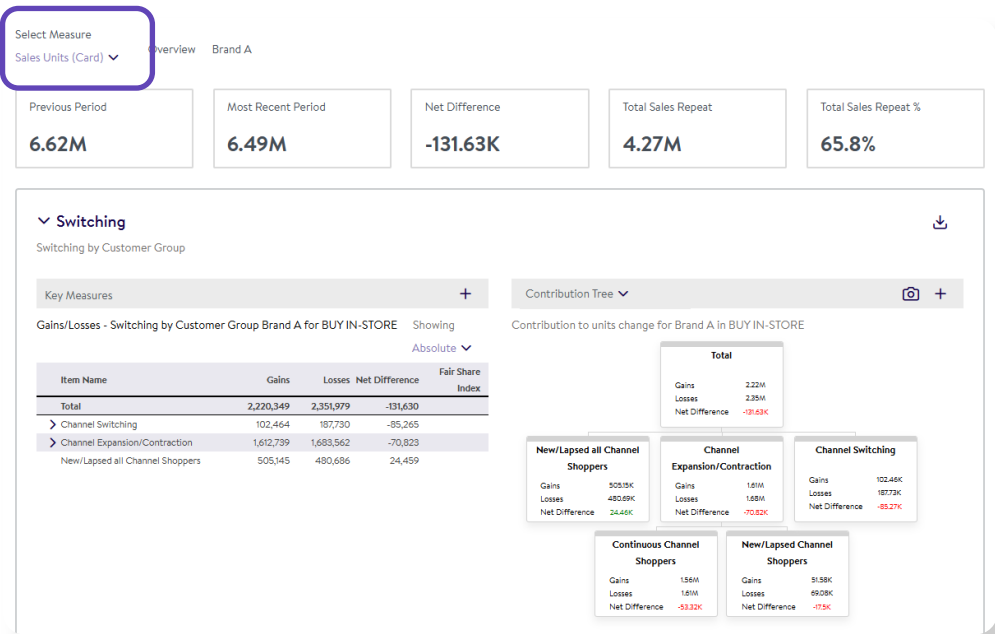 Select Measure
Sales Units (Card)
Overview Brand A
Previous Period
6.62M
Most Recent Period
6.49M
Net Difference
-131.63K
Total Sales Repeat
4.27M
Total Sales Repeat %
65.8%
Switching
Switching by Customer Group
Key Measures
Gains/Losses - Switching by Customer Group Brand A for BUY IN-STORE
Showing
Absolute
Item Name Gains Losses Net Difference Fair Share Index
Total 2,220,349 2,351,979 -131,630
Channel Switching 102,464 187,730 -85,265
Channel Expansion/Contraction 1,612,739 1,683,562 -70,823
New/Lapsed all Channel Shoppers 505,145 480,686 24,459
Contribution Tree
Contribution to units change for Brand A in BUY IN-STORE
Total
Gains 2.22M
Losses 2.35M
Net Difference -131.63K
New/Lapsed all Channel
Shoppers
Gains 505.15K
Losses 480.69K
Net Difference 24.46K
Channel
Expansion/Contraction
Gains 1.61M
Losses 1.68M
Net Difference -70.82K
Channel Switching
Gains 102.46K
Losses 187.73K
Net Difference -85.27K
Continuous Channel
Shoppers
Gains 1.56M
Losses 1.61M
Net Difference -53.32K
New/Lapsed Channel
Shoppers
Gains 51.58K
Losses 69.08K
Net Difference -17.5K